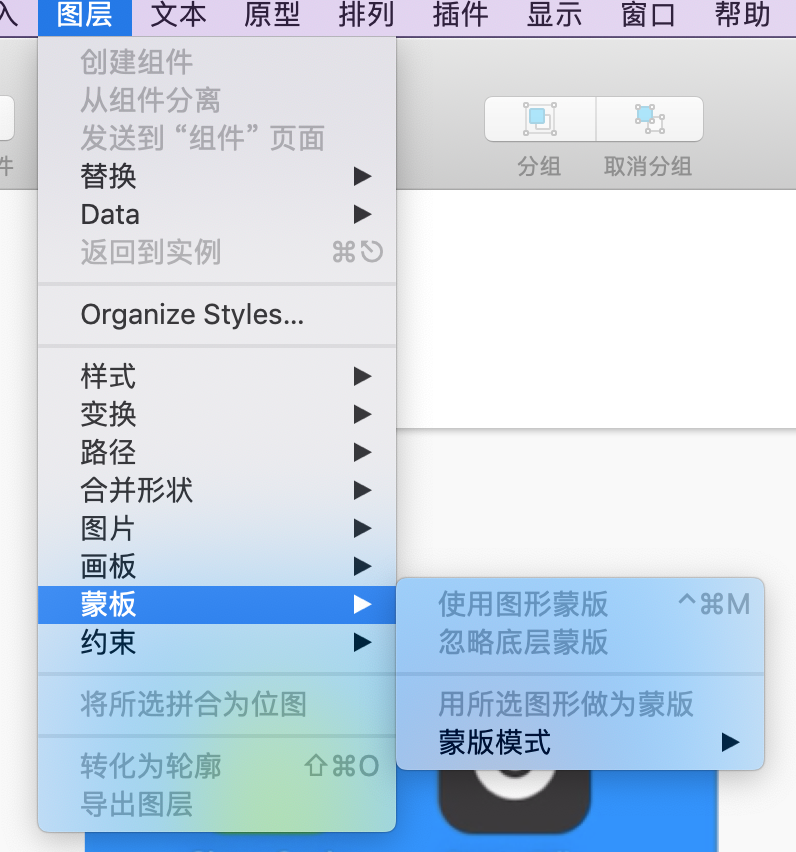 入 图层 文本 原型 排列 插件 显示 窗口 帮助
创建组件
从组件分离
发送到“组件”页面
件 分组 取消分组
替换
Data
返回到实例 ⌘⎋
Organize Styles...
样式
变换
路径
合并形状
图片
画板
蒙板
使用图形蒙版 ^⌘M
约束
忽略底层蒙版
将所选拼合为位图
用所选图形做为蒙版
蒙版模式
转化为轮廓 ⇧⌘O
导出图层